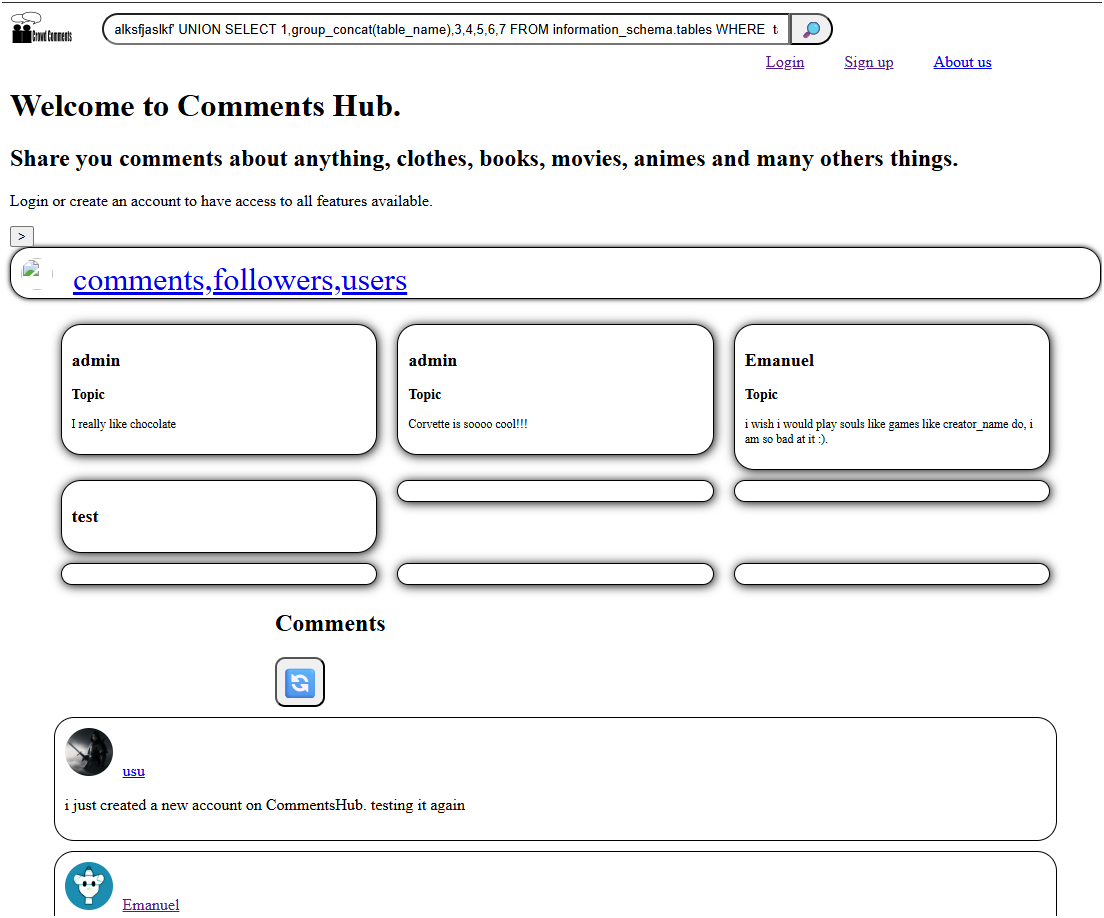 Crowd Comments
alksfjaslkf' UNION SELECT 1,group_concat(table_name),3,4,5,6,7 FROM information_schema.tables WHERE
Login Sign up About us
Welcome to Comments Hub.
Share you comments about anything, clothes, books, movies, animes and many others things.
Login or create an account to have access to all features available.
>
comments,followers,users
admin
Topic
I really like chocolate
admin
Topic
Corvette is soooo cool!!!
Emanuel
Topic
i wish i would play souls like games like creator_name do, i
am so bad at it :).
test
Comments
usu
i just created a new account on CommentsHub. testing it again
Emanuel